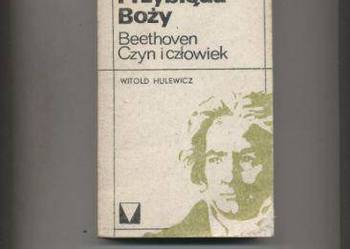 Przybłęda
Boży
Beethoven
Czyn i człowiek
WITOLD HULEWICZ